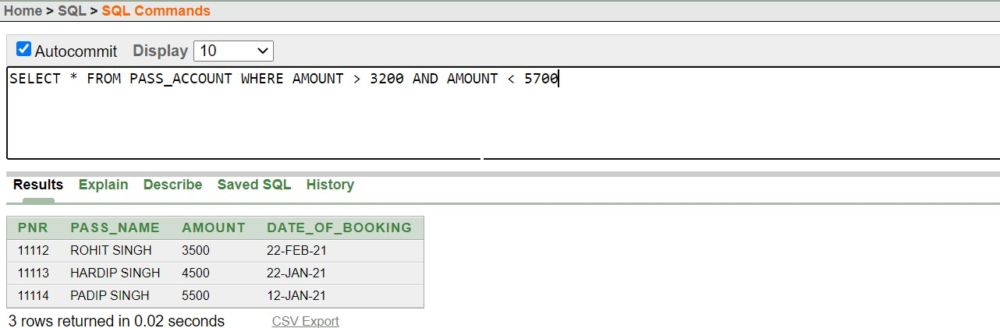 Home > SQL > SQL Commands
Autocommit Display 10
SELECT * FROM PASS_ACCOUNT WHERE AMOUNT > 3200 AND AMOUNT < 5700
Results Explain Describe Saved SQL History
PNR PASS_NAME AMOUNT DATE_OF_BOOKING
11112 ROHIT SINGH 3500 22-FEB-21
11113 HARDIP SINGH 4500 22-JAN-21
11114 PADIP SINGH 5500 12-JAN-21
3 rows returned in 0.02 seconds CSV Export